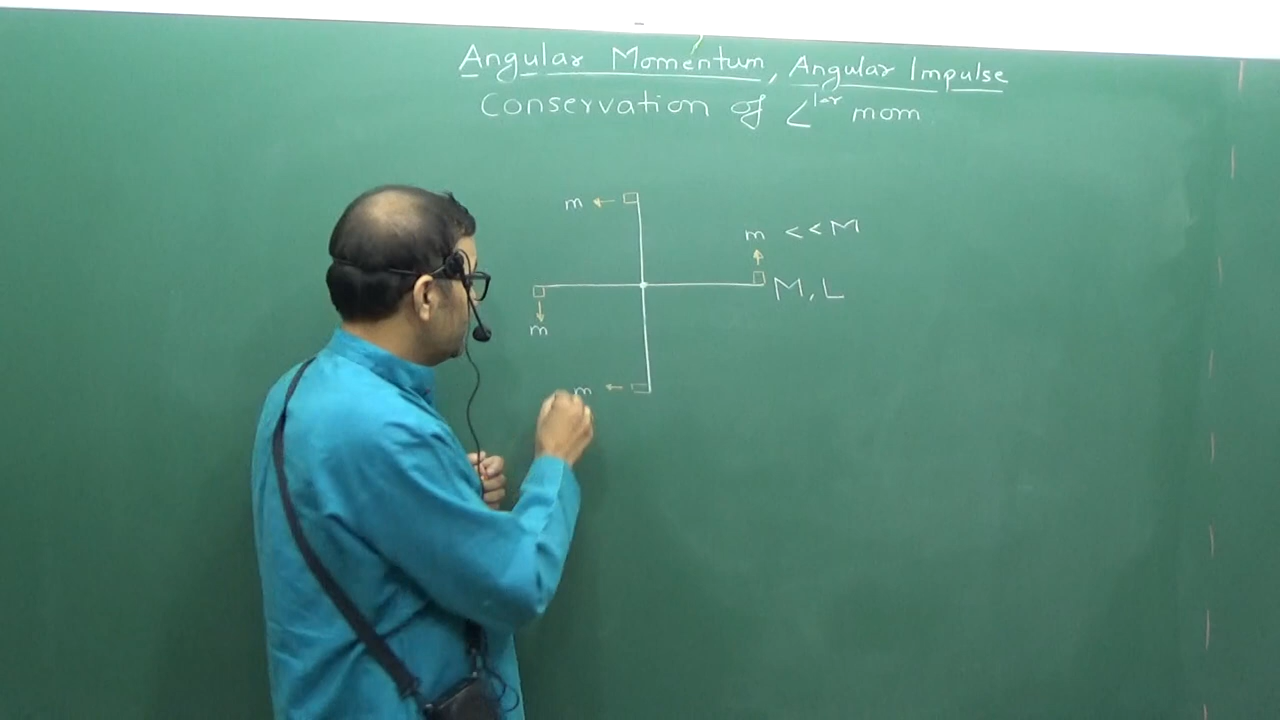 Angular Momentum, Angular Impulse
Conservation of ∠lar mom
m
m << M
M, L
m
m